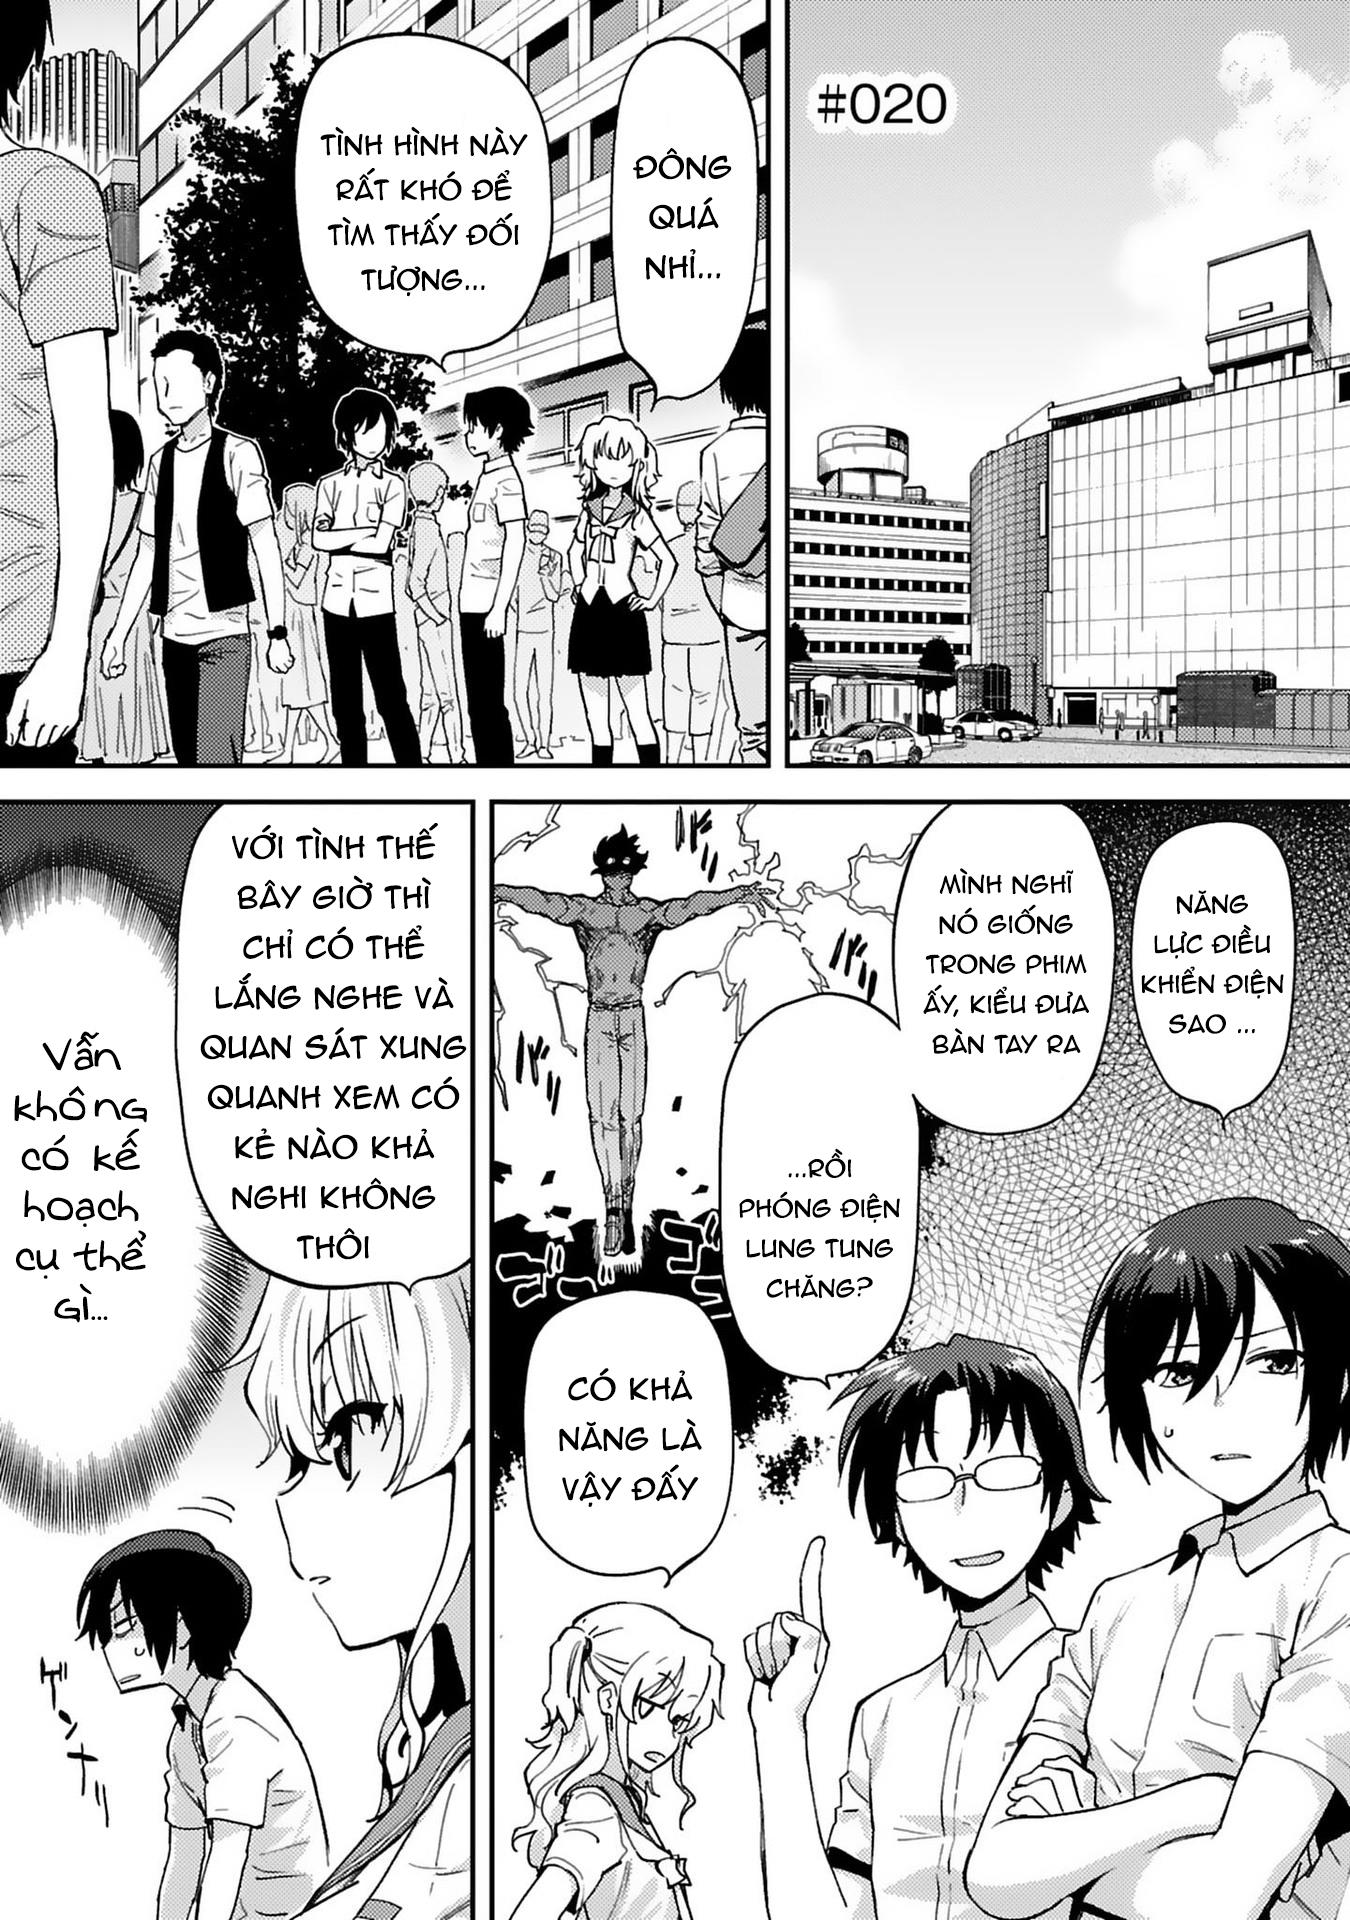 #020
ĐÔNG
QUÁ
NHỈ...
TÌNH HÌNH NÀY
RẤT KHÓ ĐỂ
TÌM THẤY ĐỐI
TƯỢNG...
NĂNG
LỰC ĐIỀU
KHIỂN ĐIỆN
SAO ...
MÌNH NGHĨ
NÓ GIỐNG
TRONG PHIM
ẤY, KIỂU ĐƯA
BÀN TAY RA
...RỒI
PHÓNG ĐIỆN
LUNG TUNG
CHĂNG?
CÓ KHẢ
NĂNG LÀ
VẬY ĐẤY
VỚI TÌNH THẾ
BÂY GIỜ THÌ
CHỈ CÓ THỂ
LẮNG NGHE VÀ
QUAN SÁT XUNG
QUANH XEM CÓ
KẺ NÀO KHẢ
NGHI KHÔNG
THÔI
Vẫn
không
có kế
hoạch
cụ thể
gì...